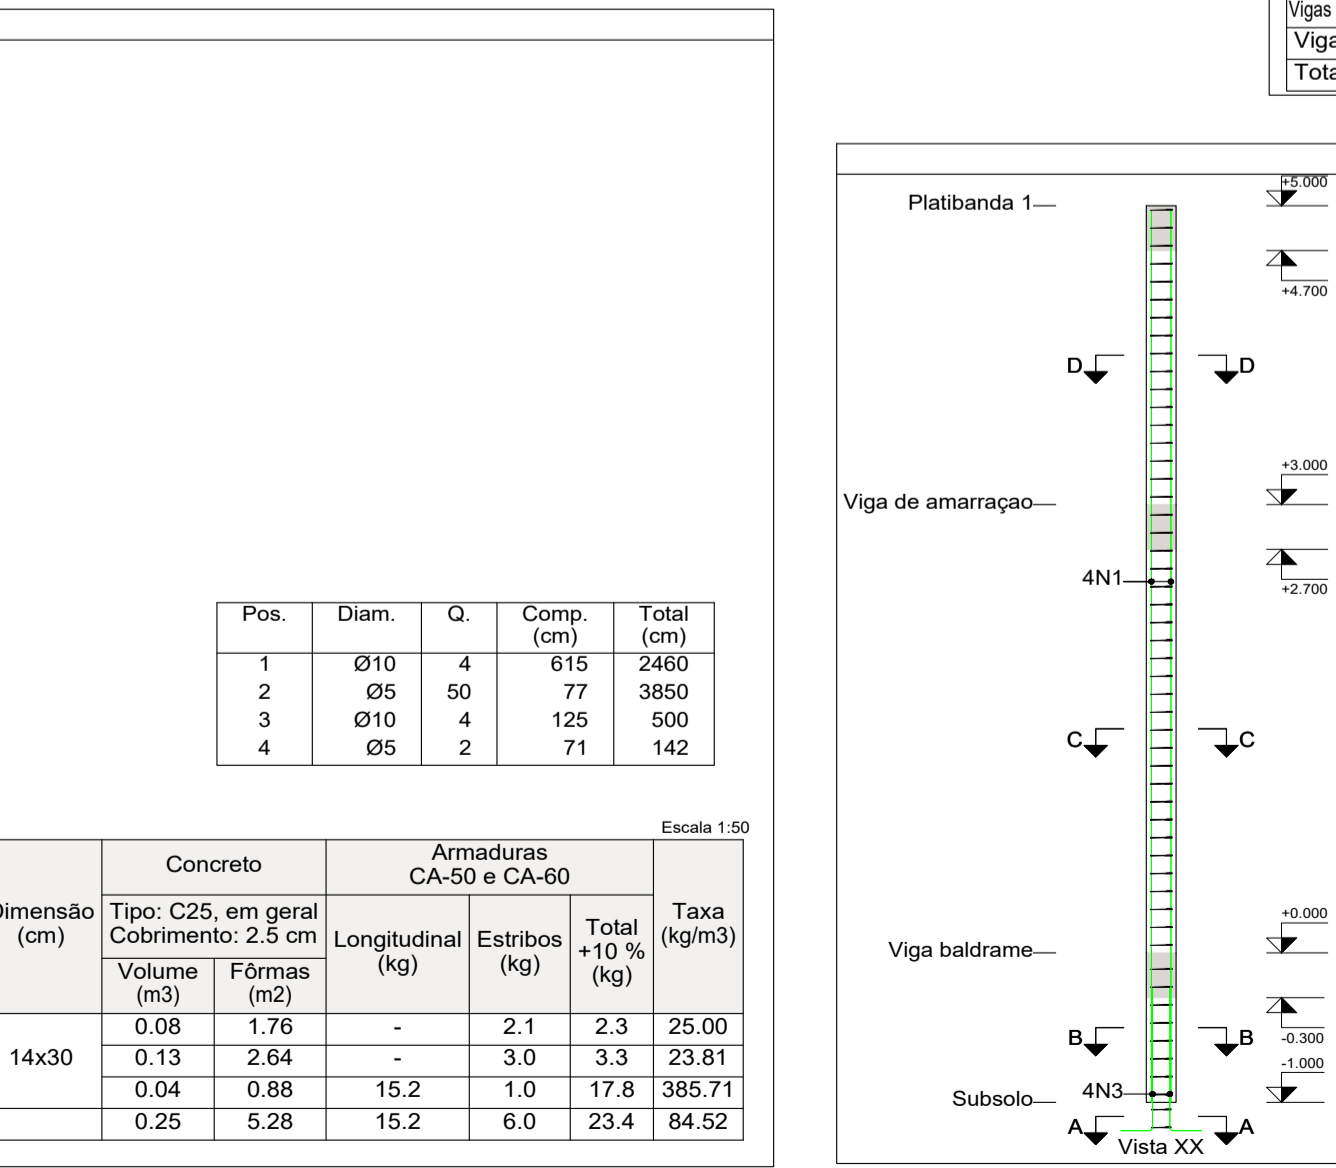 Vigas
Total
Platibanda 1
+5.000
+4.700
D D
+3.000
Viga de amarraçao
4N1
+2.700
C C
+0.000
Viga baldrame
B B
-0.300
-1.000
Subsolo
4N3
A A
Vista XX
Pos. Diam. Q. Comp. (cm) Total (cm)
1 Ø10 4 615 2460
2 Ø5 50 77 3850
3 Ø10 4 125 500
4 Ø5 2 71 142
Escala 1:50
Dimensão
(cm)
Concreto
Armaduras
CA-50 e CA-60
Taxa
(kg/m3)
Tipo: C25, em geral
Cobrimento: 2.5 cm
Longitudinal
(kg)
Estribos
(kg)
Total
+10 %
(kg)
Volume
(m3)
Fôrmas
(m2)
14x30
0.08 1.76 - 2.1 2.3 25.00
0.13 2.64 - 3.0 3.3 23.81
0.04 0.88 15.2 1.0 17.8 385.71
0.25 5.28 15.2 6.0 23.4 84.52